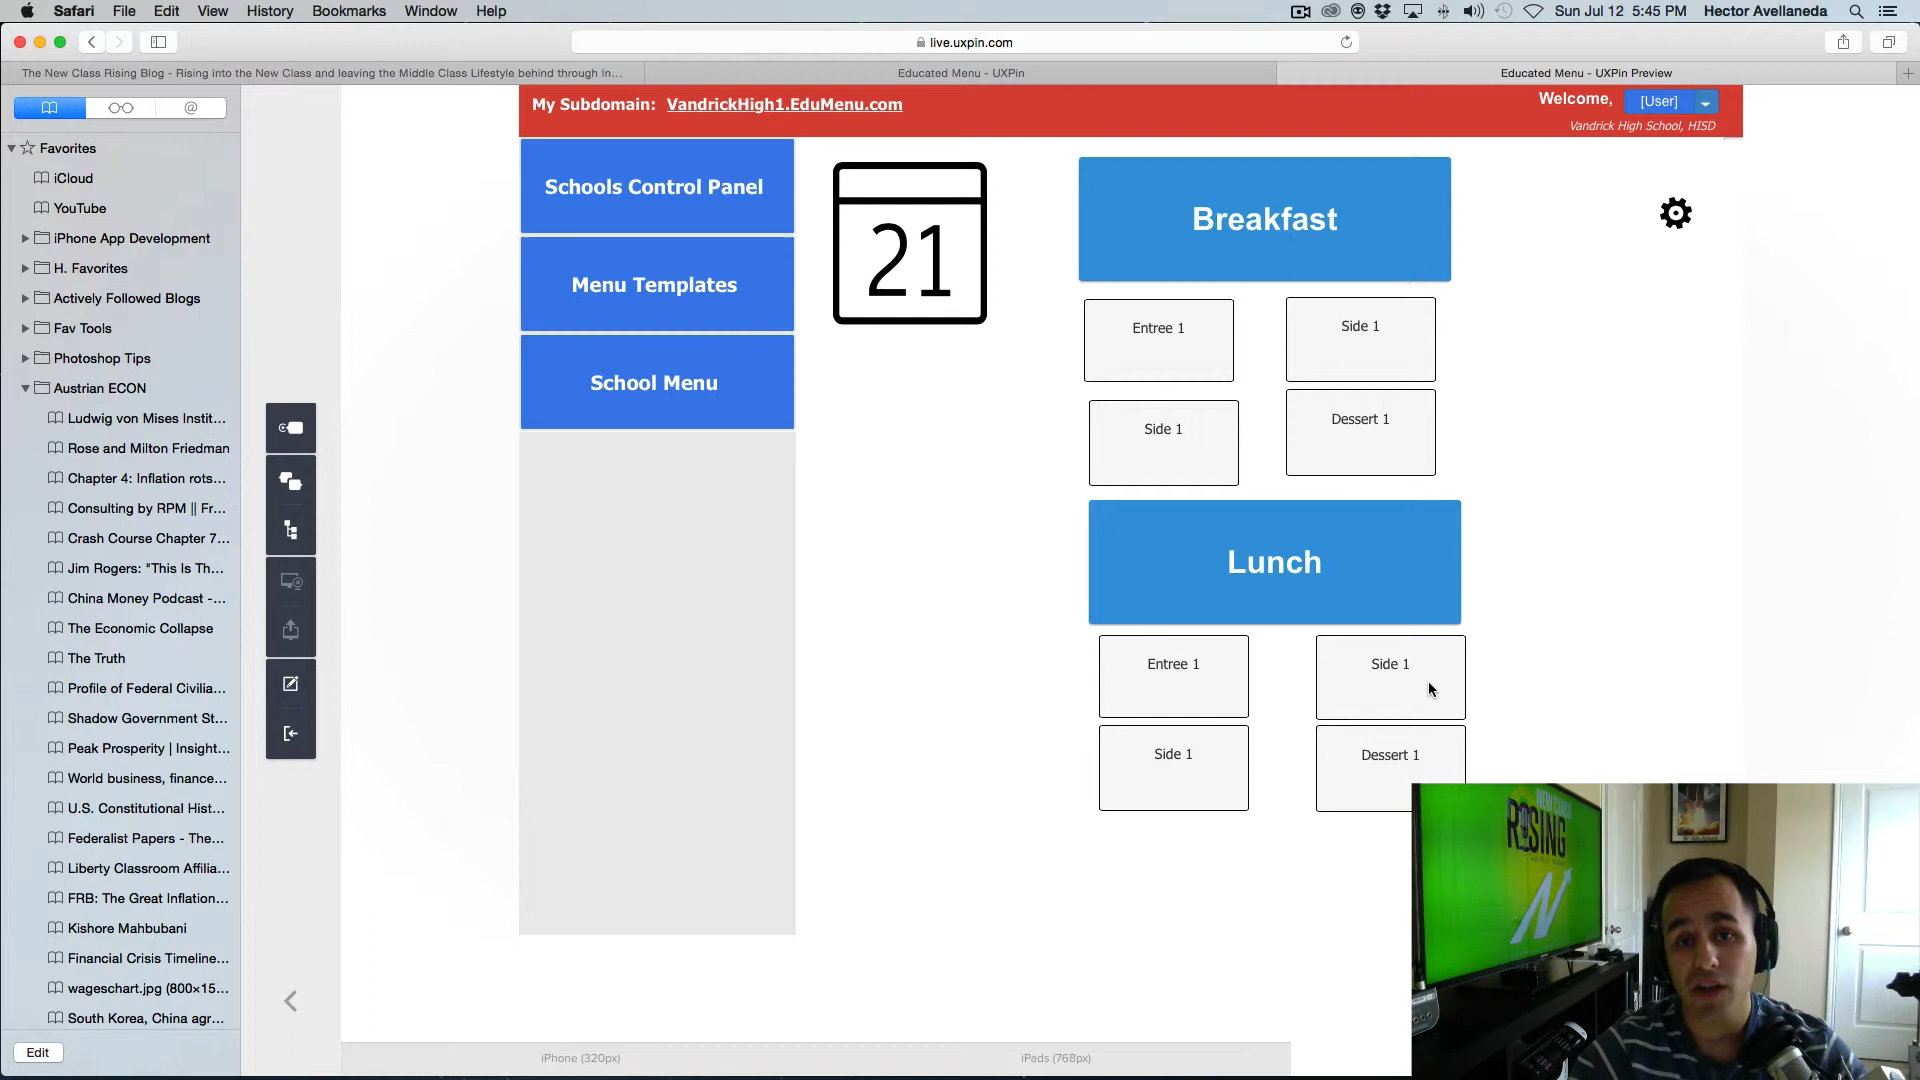 Safari File Edit View History Bookmarks Window Help
Sun Jul 12 5:45 PM Hector Avellaneda
live.uxpin.com
The New Class Rising Blog - Rising into the New Class and leaving the Middle Class Lifestyle behind through In...
Educated Menu - UXPin
Educated Menu - UXPin Preview
@
Favorites
iCloud
YouTube
iPhone App Development
H. Favorites
Actively Followed Blogs
Fav Tools
Photoshop Tips
Austrian ECON
Ludwig von Mises Instit...
Rose and Milton Friedman
Chapter 4: Inflation rots...
Consulting by RPM || Fr...
Crash Course Chapter 7...
Jim Rogers: "This Is Th...
China Money Podcast -...
The Economic Collapse
The Truth
Profile of Federal Civilia...
Shadow Government St...
Peak Prosperity | Insight...
World business, finance...
U.S. Constitutional Hist...
Federalist Papers - The...
Liberty Classroom Affilia...
FRB: The Great Inflation...
Kishore Mahbubani
Financial Crisis Timeline...
wageschart.jpg (800×15...
South Korea, China agr...
Edit
My Subdomain: VandrickHigh1.EduMenu.com
Welcome, [User]
Vandrick High School, HISD
Schools Control Panel
Menu Templates
School Menu
21
Breakfast
Entree 1
Side 1
Side 1
Dessert 1
Lunch
Entree 1
Side 1
Side 1
Dessert 1
iPhone (320px)
iPads (768px)
NEW CLASS
RISING